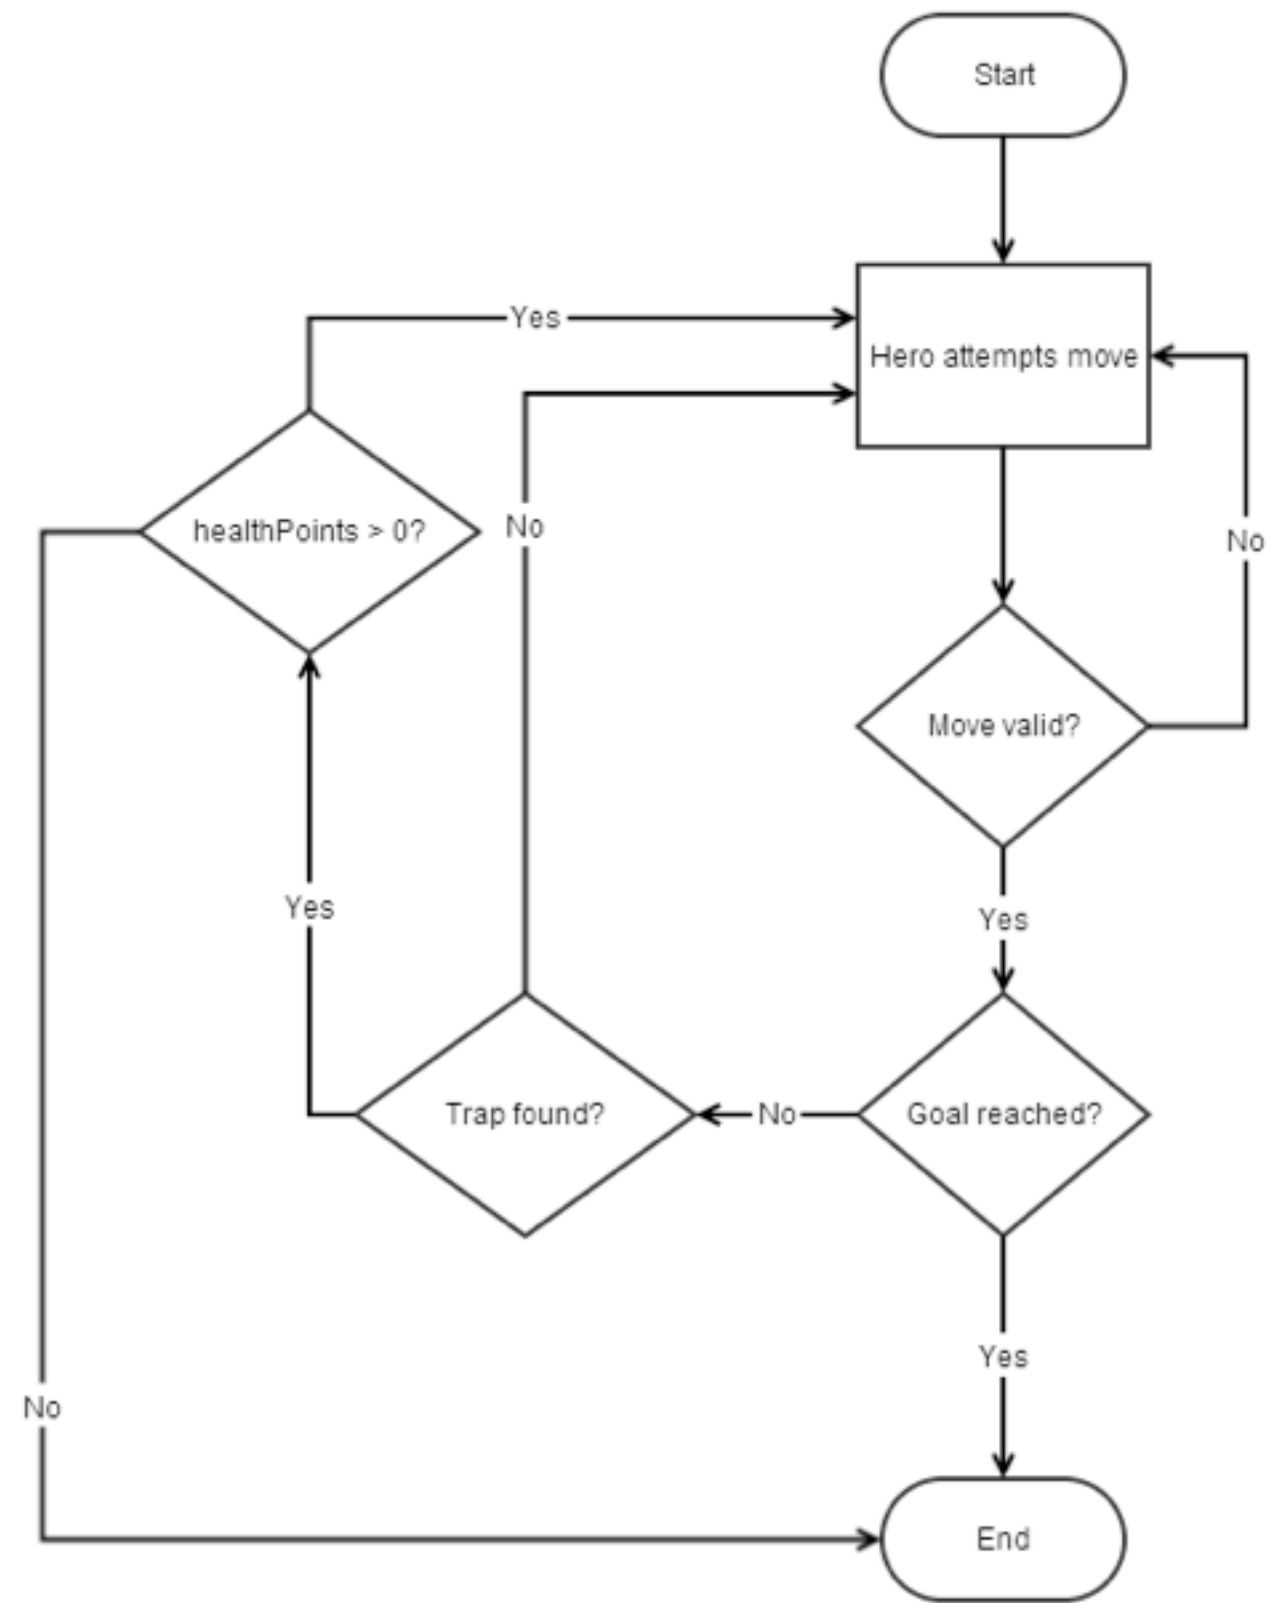 Start
Yes
Hero attempts move
healthPoints > 0?
No
No
Move valid?
Yes
Yes
Trap found?
No
Goal reached?
Yes
No
End